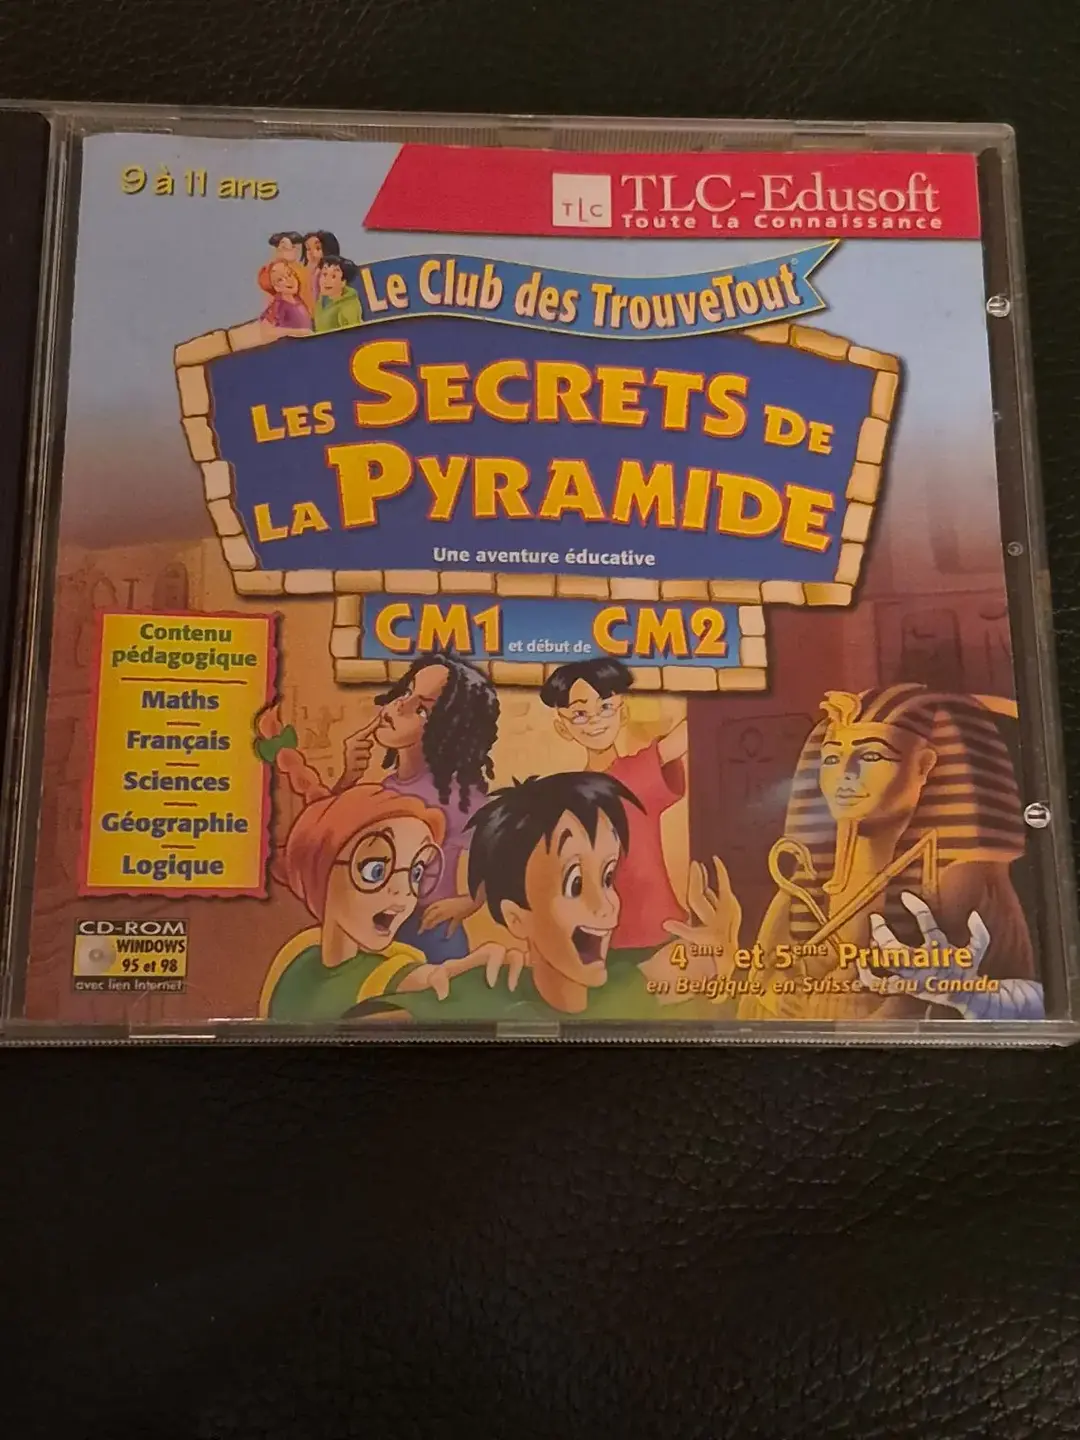 9 à 11 ans
TLC
TLC-Edusoft
Toute La Connaissance
Le Club des TrouveTout
LES SECRETS DE
LA PYRAMIDE
Une aventure éducative
CM1 et début de CM2
Contenu
pédagogique
Maths
Français
Sciences
Géographie
Logique
CD-ROM
WINDOWS
95 et 98
avec lien Internet
4ème et 5ème Primaire
en Belgique, en Suisse et au Canada